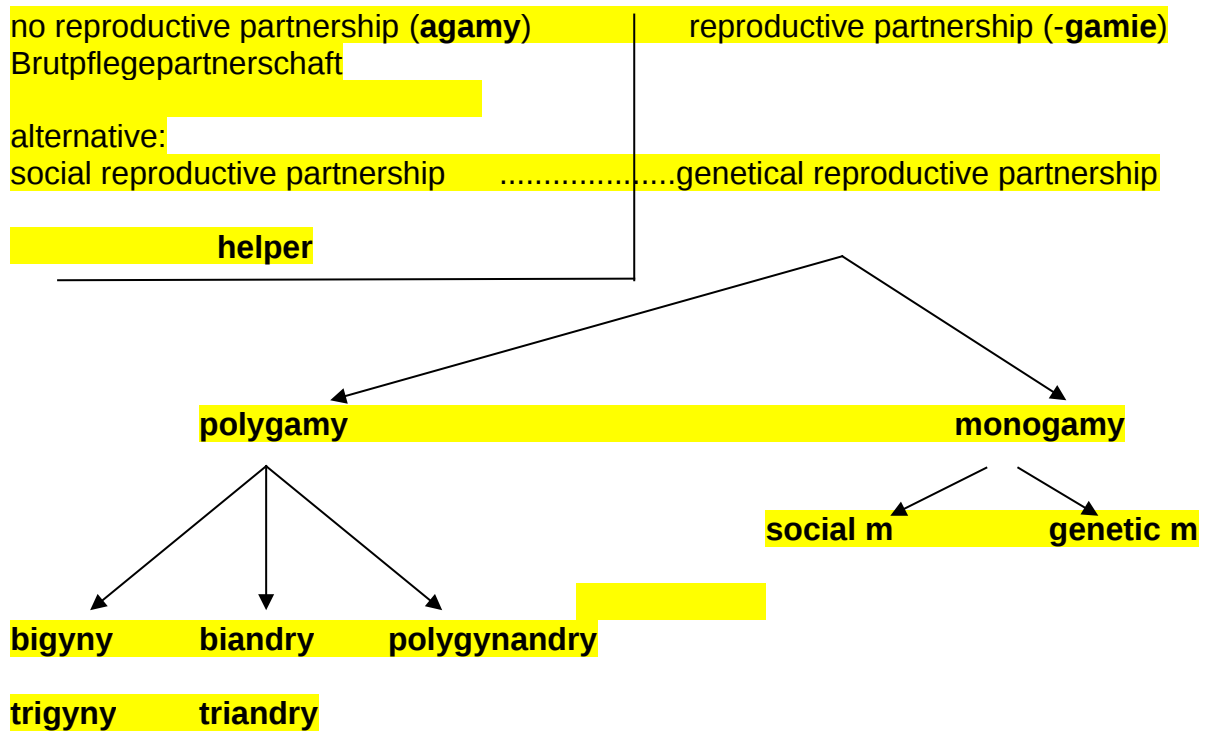 no reproductive partnership (agamy) reproductive partnership (-gamie)
Brutpflegepartnerschaft
alternative:
social reproductive partnership ....................genetical reproductive partnership
helper
polygamy monogamy
social m genetic m
bigyny biandry polygynandry
trigyny triandry